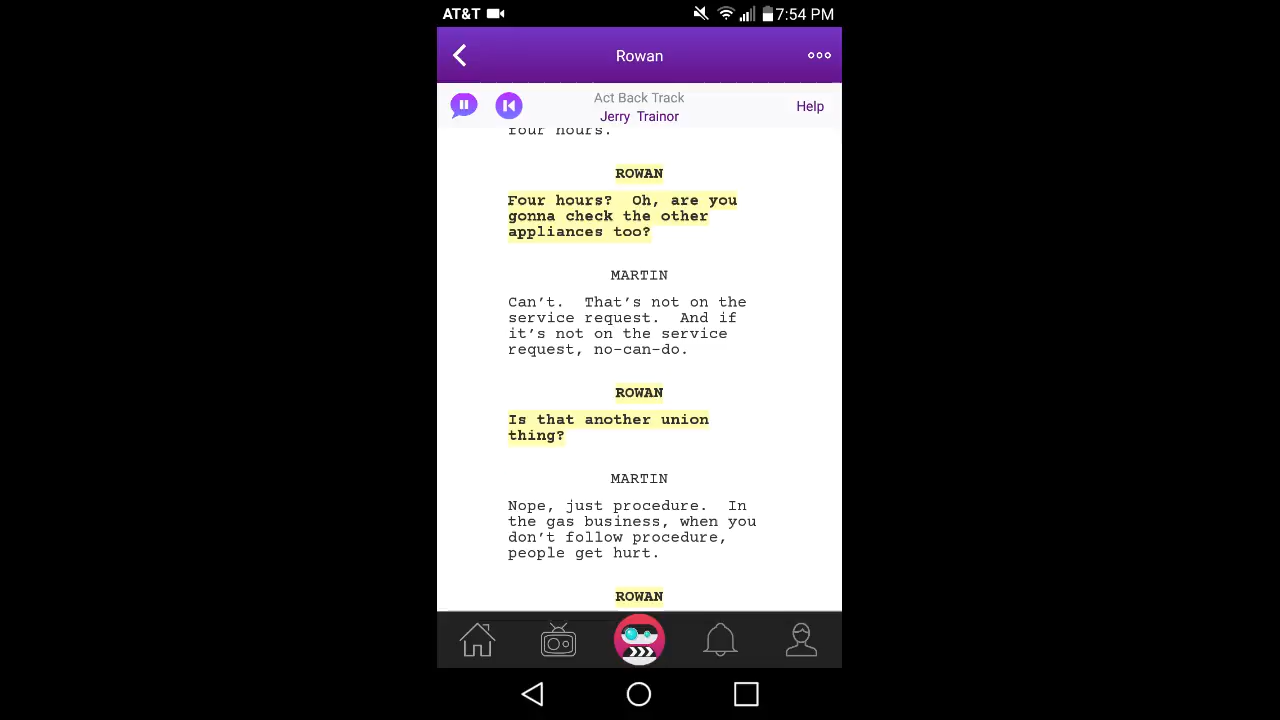 AT&T 7:54 PM
Rowan
Act Back Track
Jerry Trainor
Help
four hours.
ROWAN
Four hours? Oh, are you
gonna check the other
appliances too?
MARTIN
Can't. That's not on the
service request. And if
it's not on the service
request, no-can-do.
ROWAN
Is that another union
thing?
MARTIN
Nope, just procedure. In
the gas business, when you
don't follow procedure,
people get hurt.
ROWAN